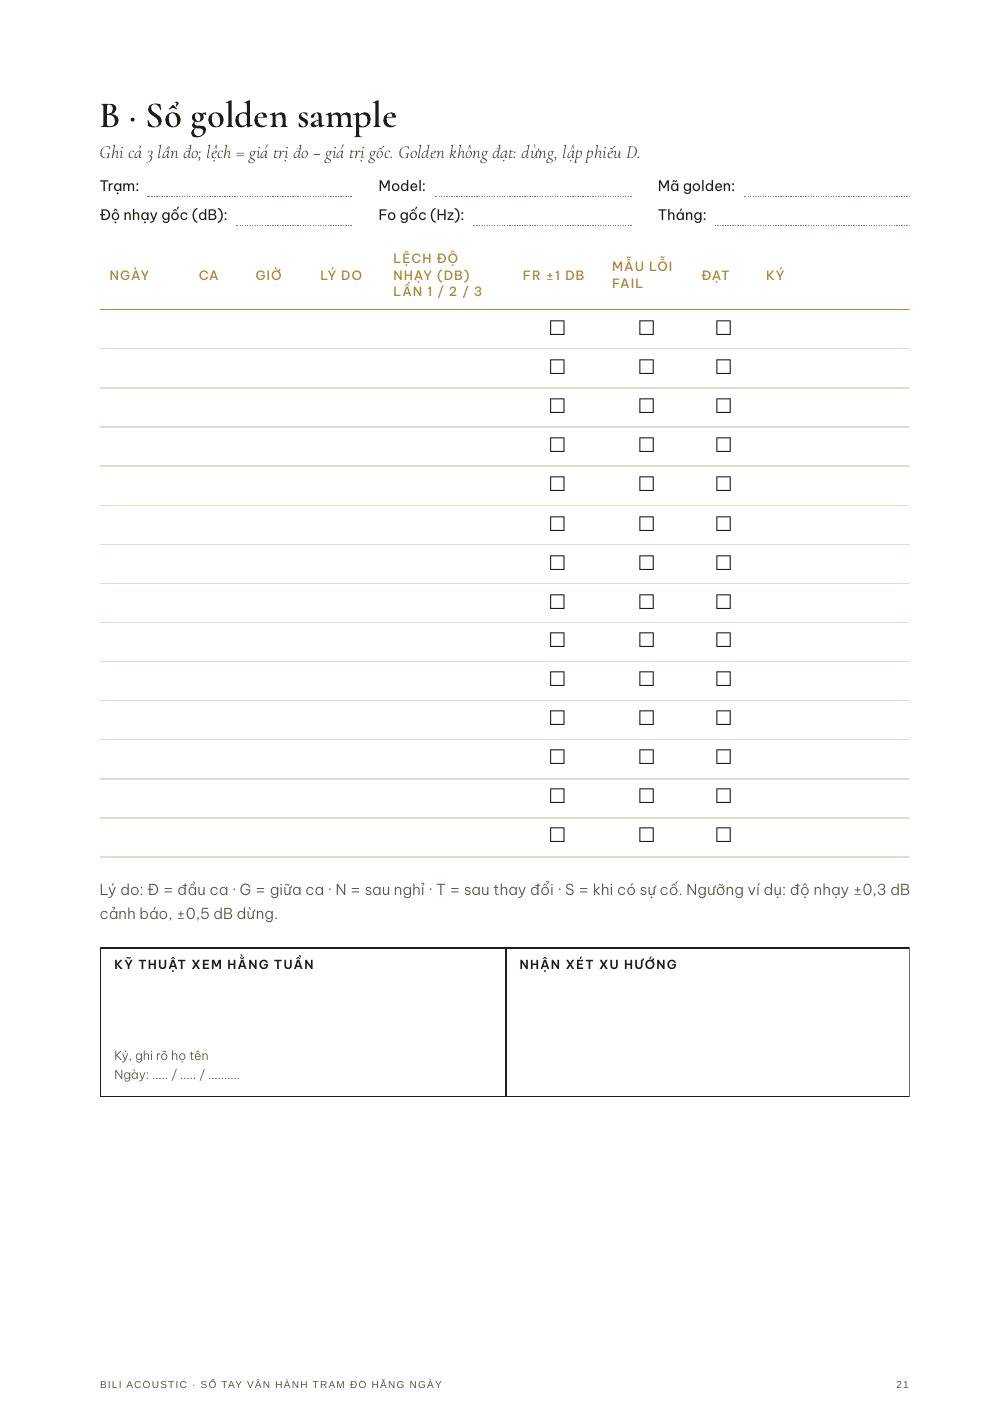 B · Sổ golden sample
Ghi cả 3 lần đo; lệch = giá trị đo – giá trị gốc. Golden không đạt: dừng, lập phiếu D.
Trạm: Model: Mã golden:
Độ nhạy gốc (dB): Fo gốc (Hz): Tháng:
NGÀY CA GIỜ LÝ DO LỆCH ĐỘ NHẠY (DB) LẦN 1 / 2 / 3 FR ±1 DB MẪU LỖI FAIL ĐẠT KÝ
☐ ☐ ☐
☐ ☐ ☐
☐ ☐ ☐
☐ ☐ ☐
☐ ☐ ☐
☐ ☐ ☐
☐ ☐ ☐
☐ ☐ ☐
☐ ☐ ☐
☐ ☐ ☐
☐ ☐ ☐
☐ ☐ ☐
☐ ☐ ☐
☐ ☐ ☐
Lý do: Đ = đầu ca · G = giữa ca · N = sau nghỉ · T = sau thay đổi · S = khi có sự cố. Ngưỡng ví dụ: độ nhạy ±0,3 dB
cảnh báo, ±0,5 dB dừng.
KỸ THUẬT XEM HẰNG TUẦN
Ký, ghi rõ họ tên
Ngày: ..... / ..... / ..........
NHẬN XÉT XU HƯỚNG
BILI ACOUSTIC · SỔ TAY VẬN HÀNH TRẠM ĐO HẰNG NGÀY 21